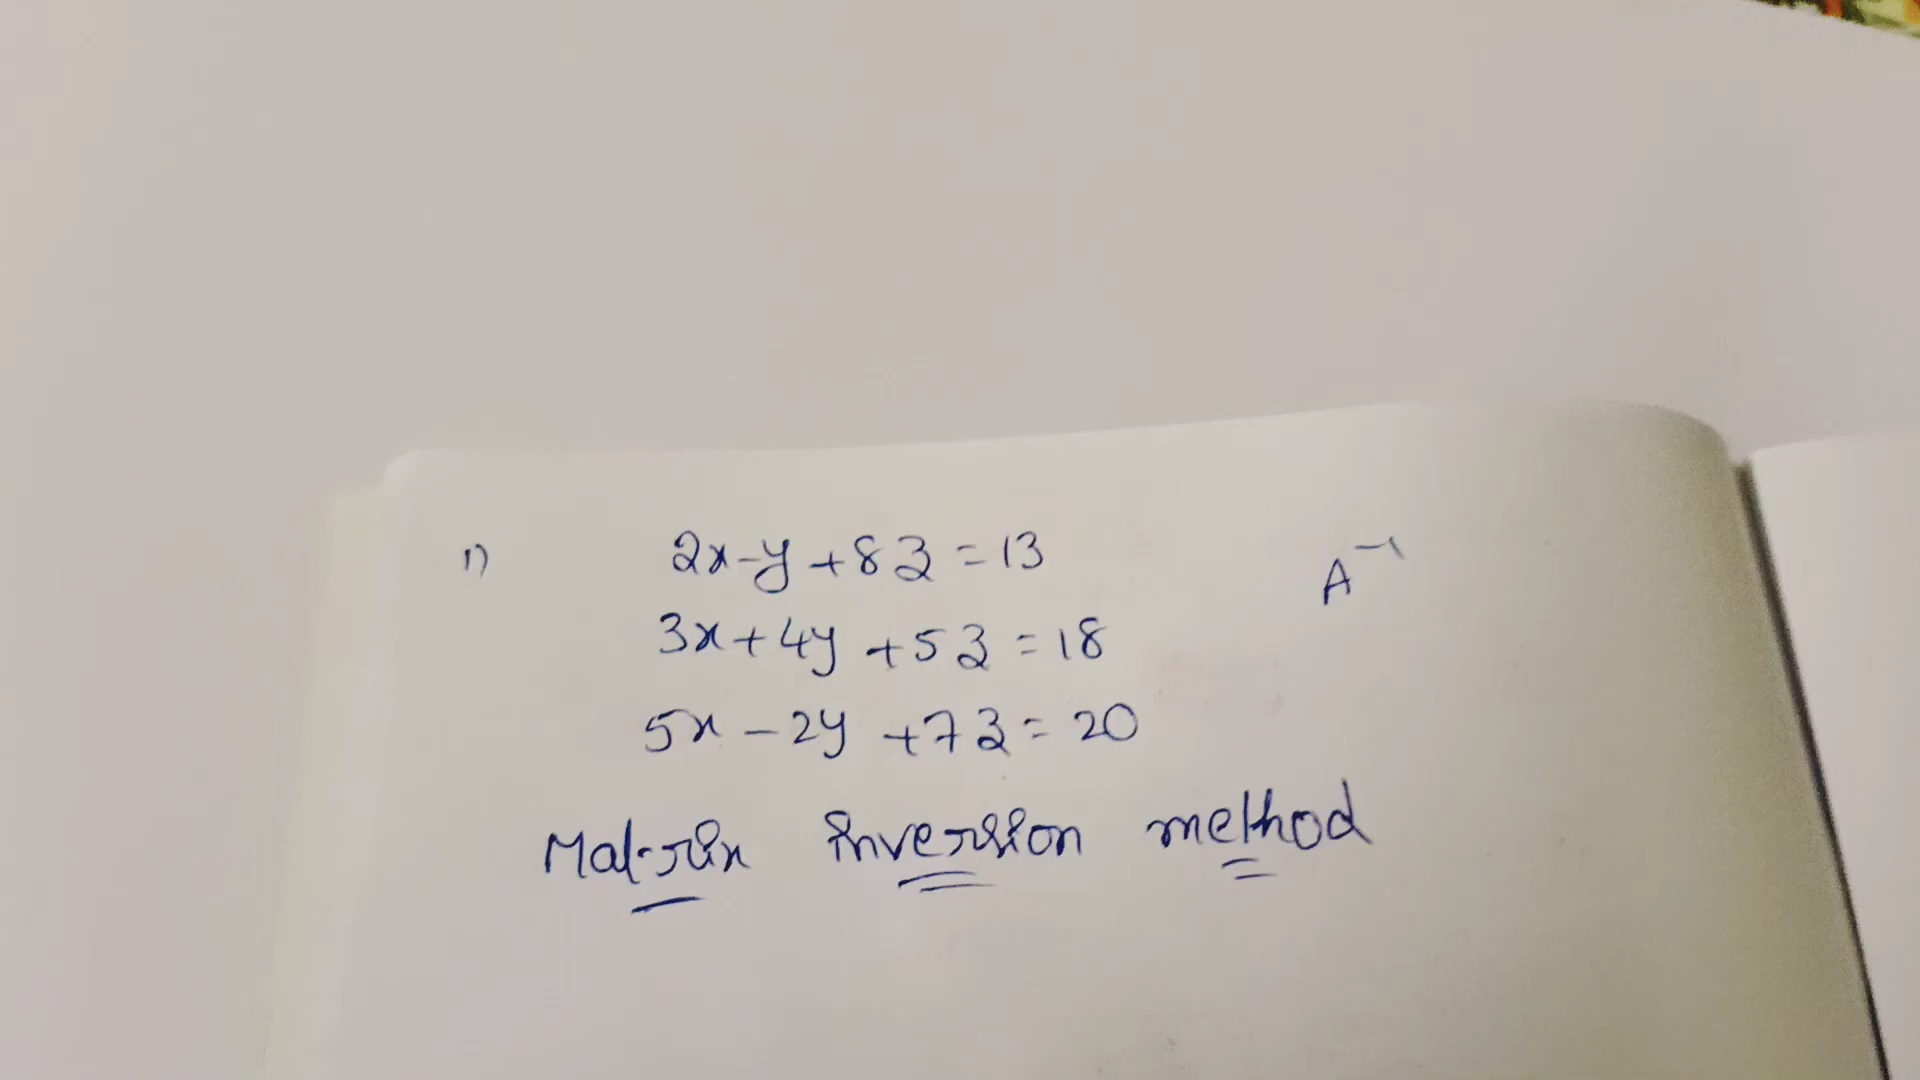 1) 2x-y+8z=13 A⁻¹
3x+4y+5z=18
5x-2y+7z=20
Matrix inversion method